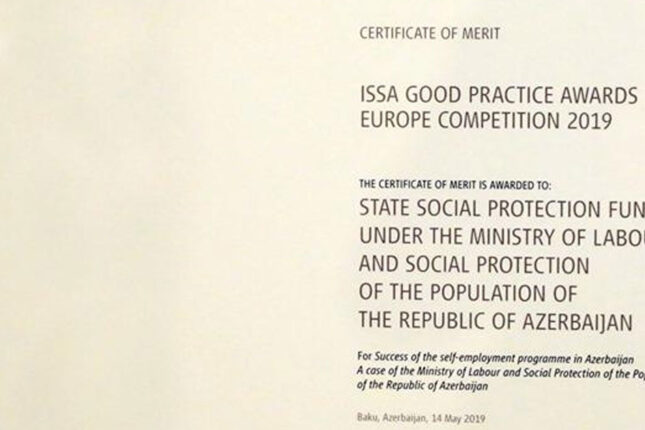 CERTIFICATE OF MERIT
ISSA GOOD PRACTICE AWARDS
EUROPE COMPETITION 2019
THE CERTIFICATE OF MERIT IS AWARDED TO:
STATE SOCIAL PROTECTION FUN
UNDER THE MINISTRY OF LABOU
AND SOCIAL PROTECTION
OF THE POPULATION OF
THE REPUBLIC OF AZERBAIJAN
For Success of the self-employment programme in Azerbaijan
A case of the Ministry of Labour and Social Protection of the Pop
of the Republic of Azerbaijan
Baku, Azerbaijan, 14 May 2019